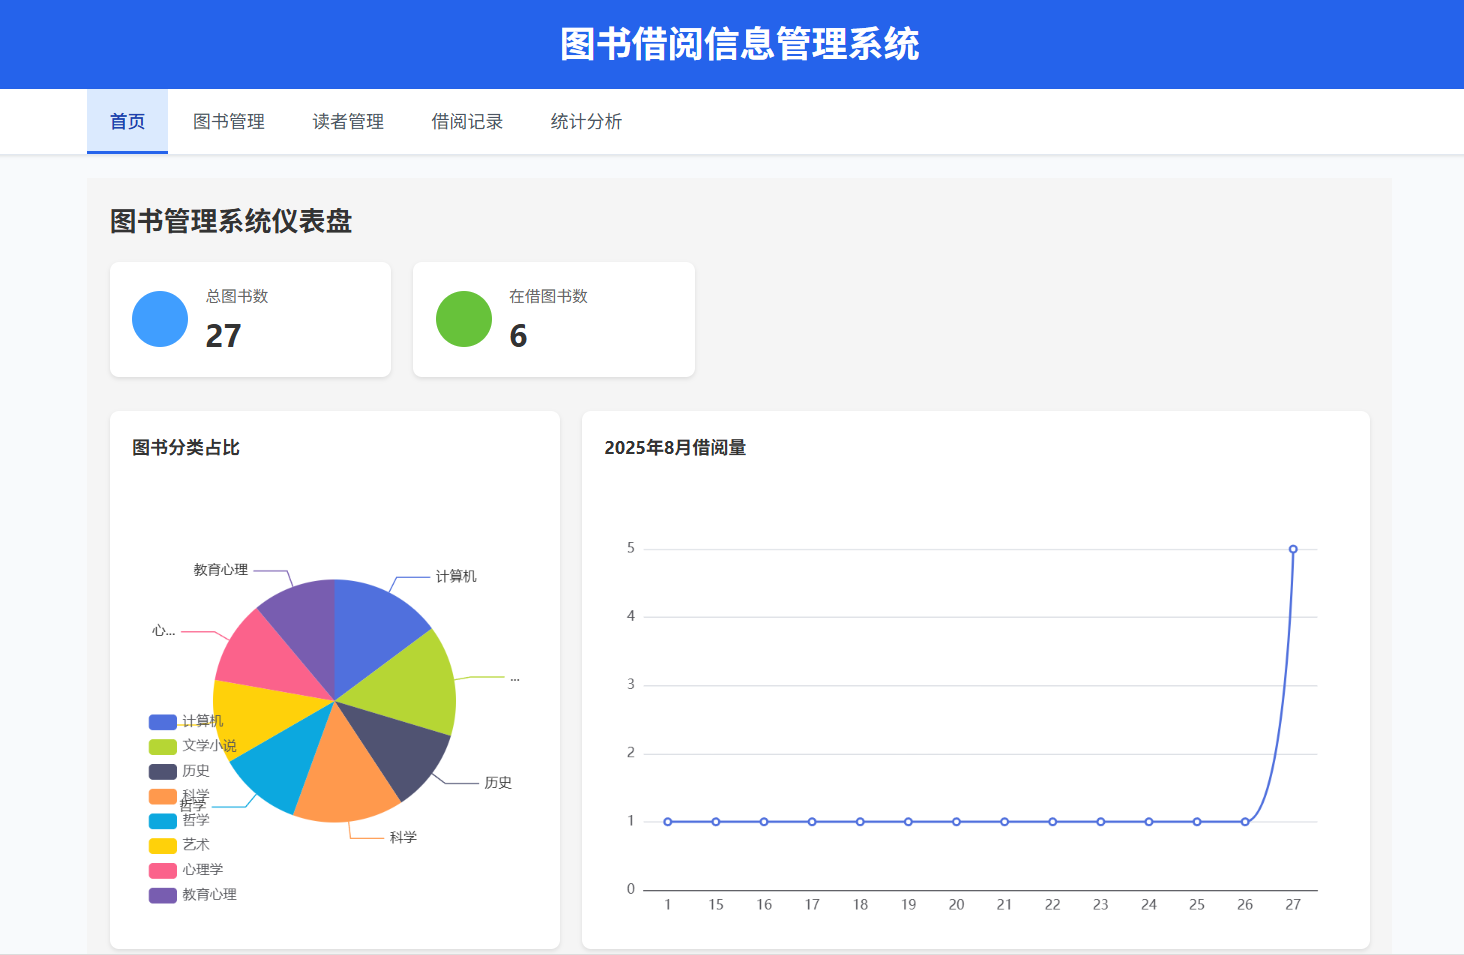 图书借阅信息管理系统
首页 图书管理 读者管理 借阅记录 统计分析
图书管理系统仪表盘
总图书数
27
在借图书数
6
图书分类占比
教育心理
计算机
心...
...
历史
科学
哲学
计算机
文学小说
历史
科学
哲学
艺术
心理学
教育心理
2025年8月借阅量
5
4
3
2
1
0
1 15 16 17 18 19 20 21 22 23 24 25 26 27